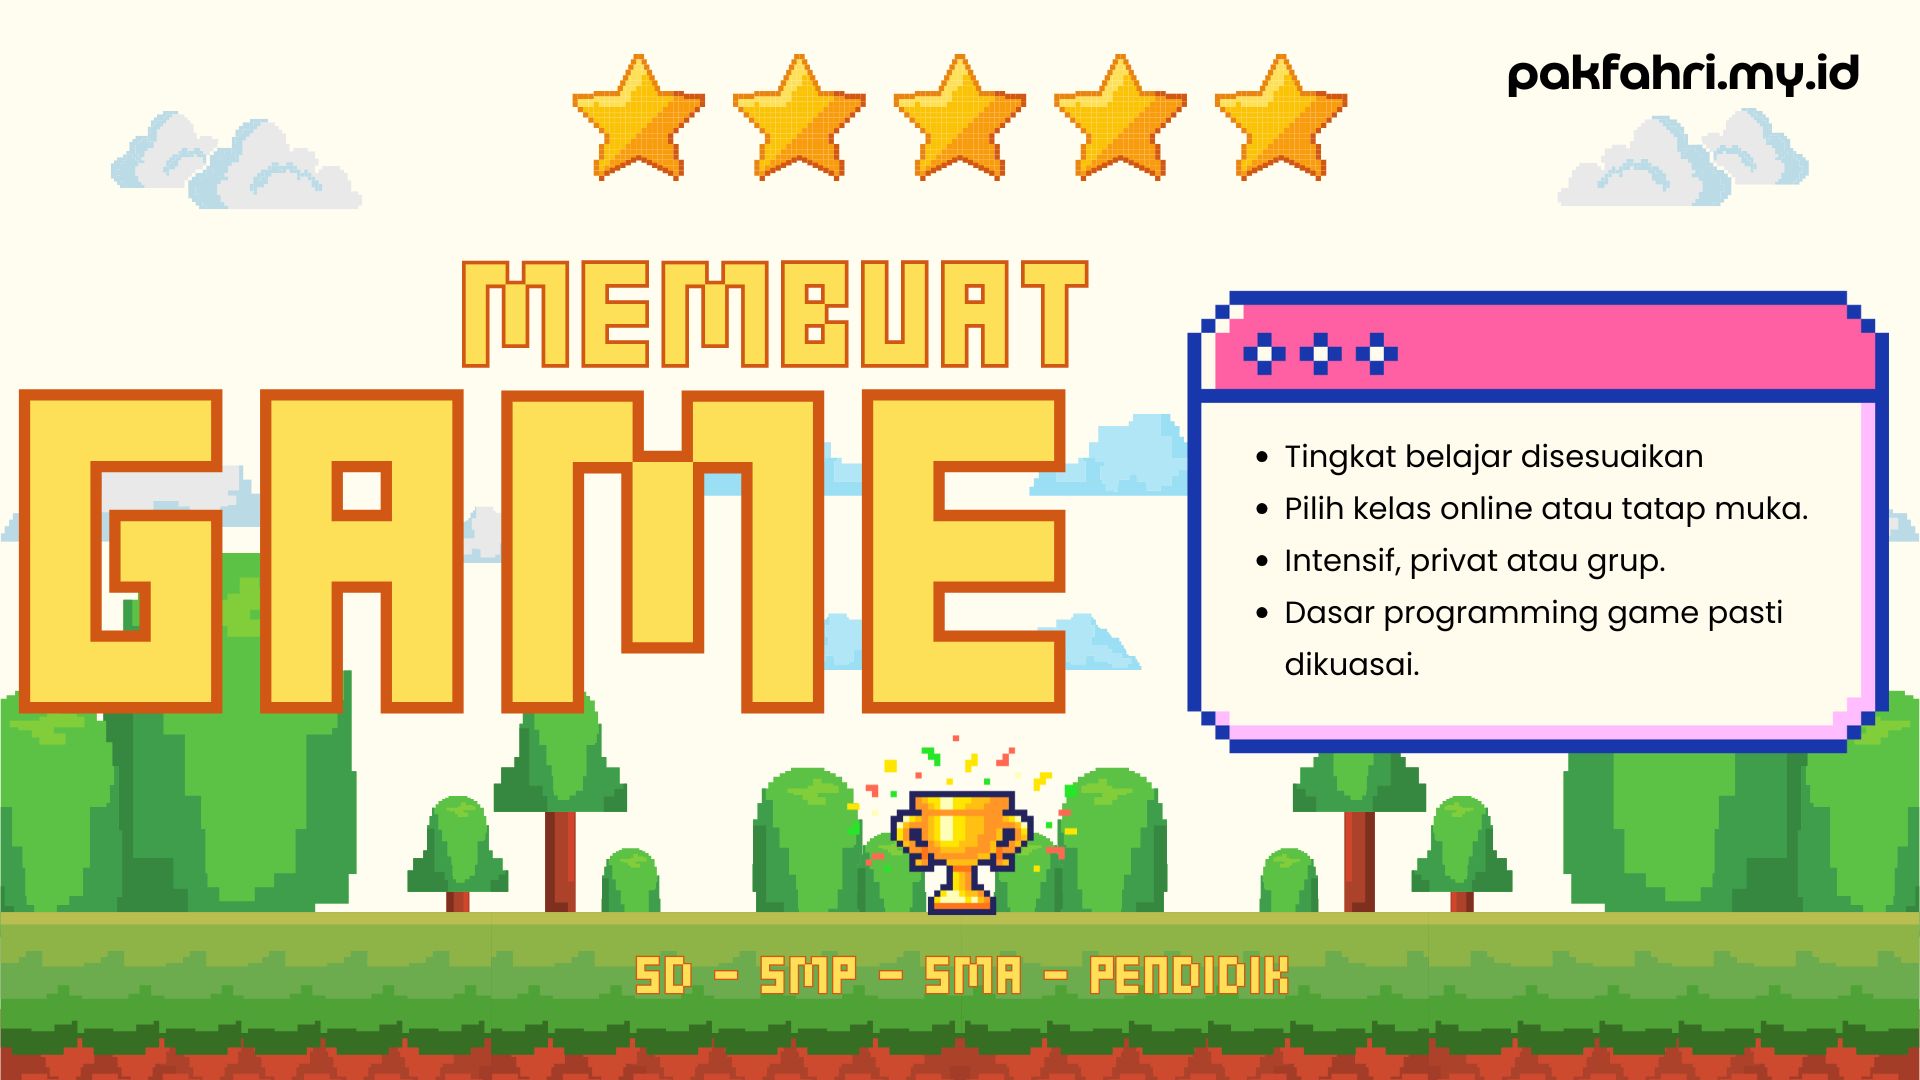 pakfahri.my.id
MEMBUAT
GAME
• Tingkat belajar disesuaikan
• Pilih kelas online atau tatap muka.
• Intensif, privat atau grup.
• Dasar programming game pasti
dikuasai.
SD - SMP - SMA - PENDIDIK